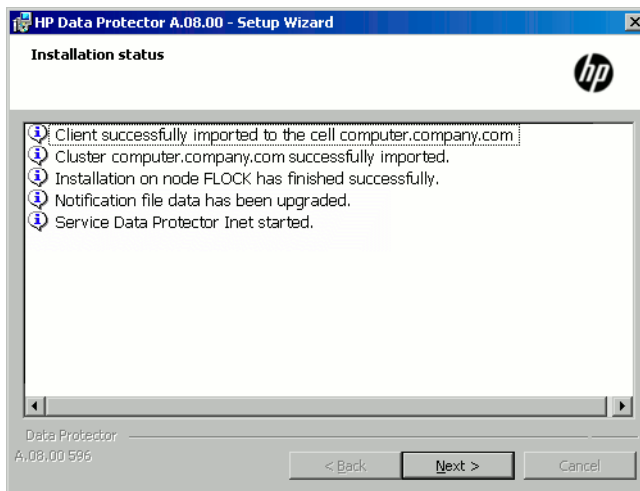 HP Data Protector A.08.00 - Setup Wizard
Installation status
hp
Client successfully imported to the cell computer.company.com
Cluster computer.company.com successfully imported.
Installation on node FLOCK has finished successfully.
Notification file data has been upgraded.
Service Data Protector Inet started.
Data Protector
A.08.00 596
< Back
Next >
Cancel